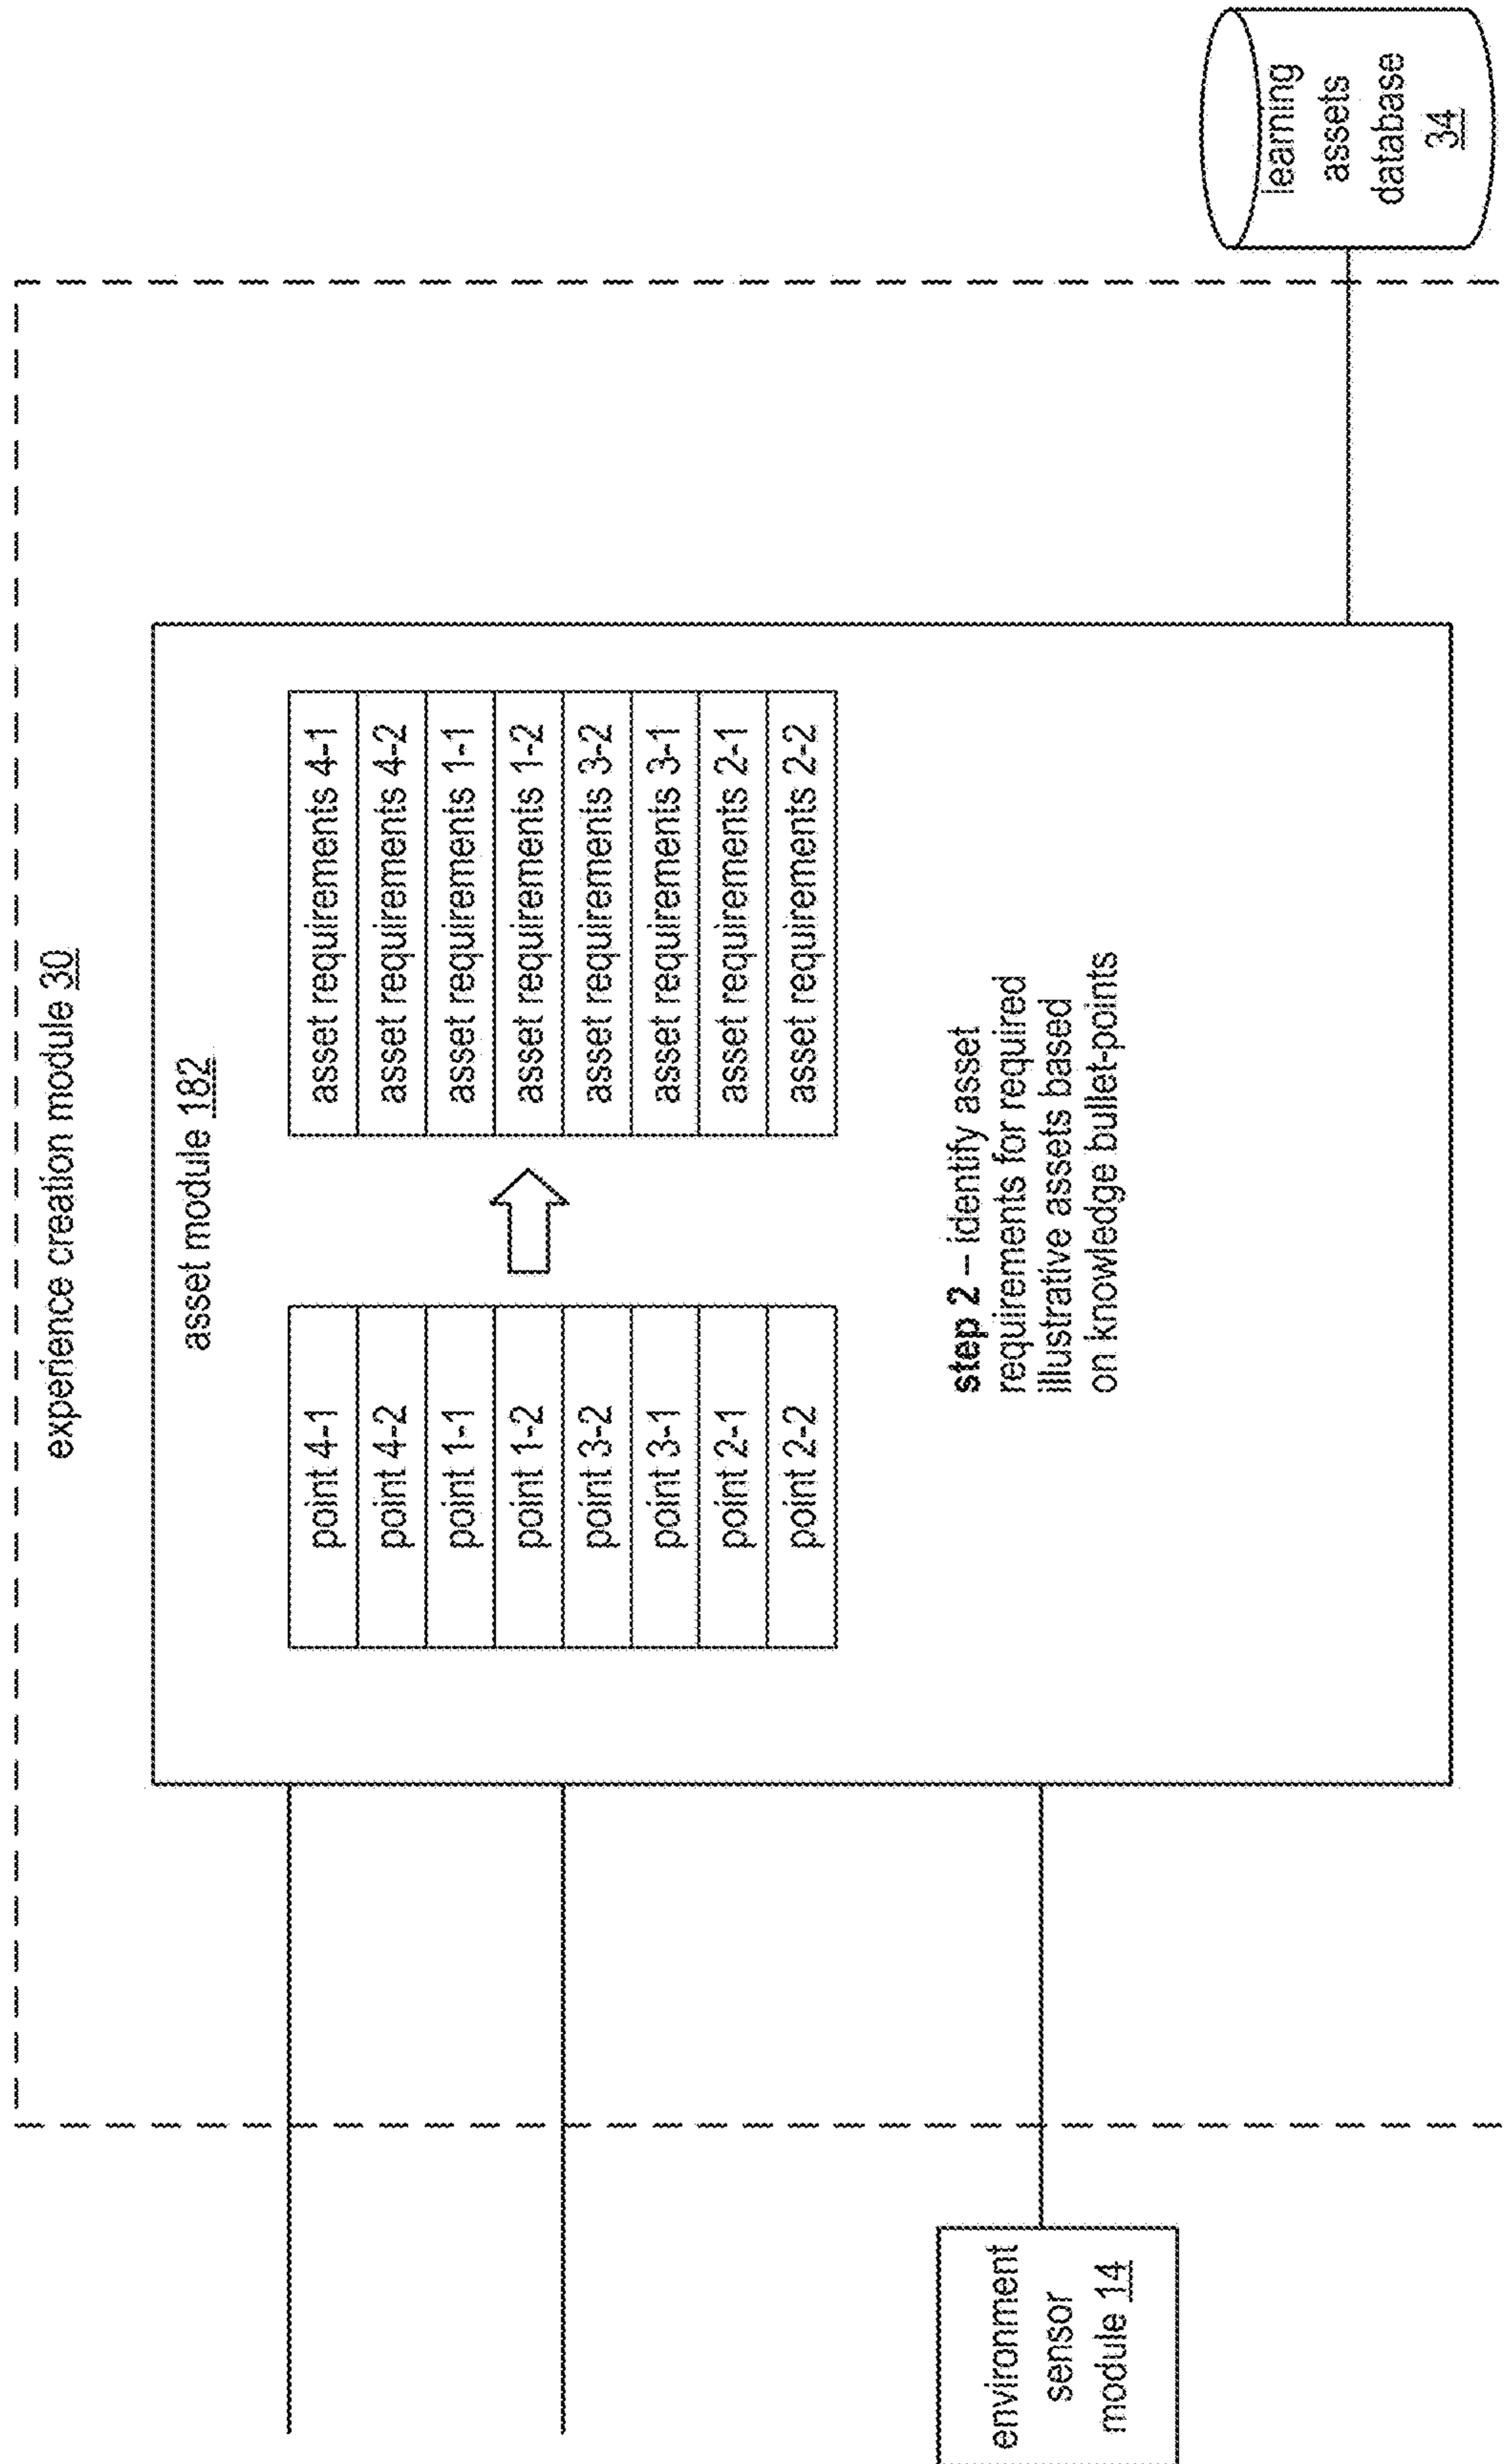 experience creation module 30
asset module 182
point 4-1
point 4-2
point 1-1
point 1-2
point 3-2
point 3-1
point 2-1
point 2-2
asset requirements 4-1
asset requirements 4-2
asset requirements 1-1
asset requirements 1-2
asset requirements 3-2
asset requirements 3-1
asset requirements 2-1
asset requirements 2-2
step 2 – identify asset
requirements for required
illustrative assets based
on knowledge bullet-points
environment
sensor
module 14
learning
assets
database
34